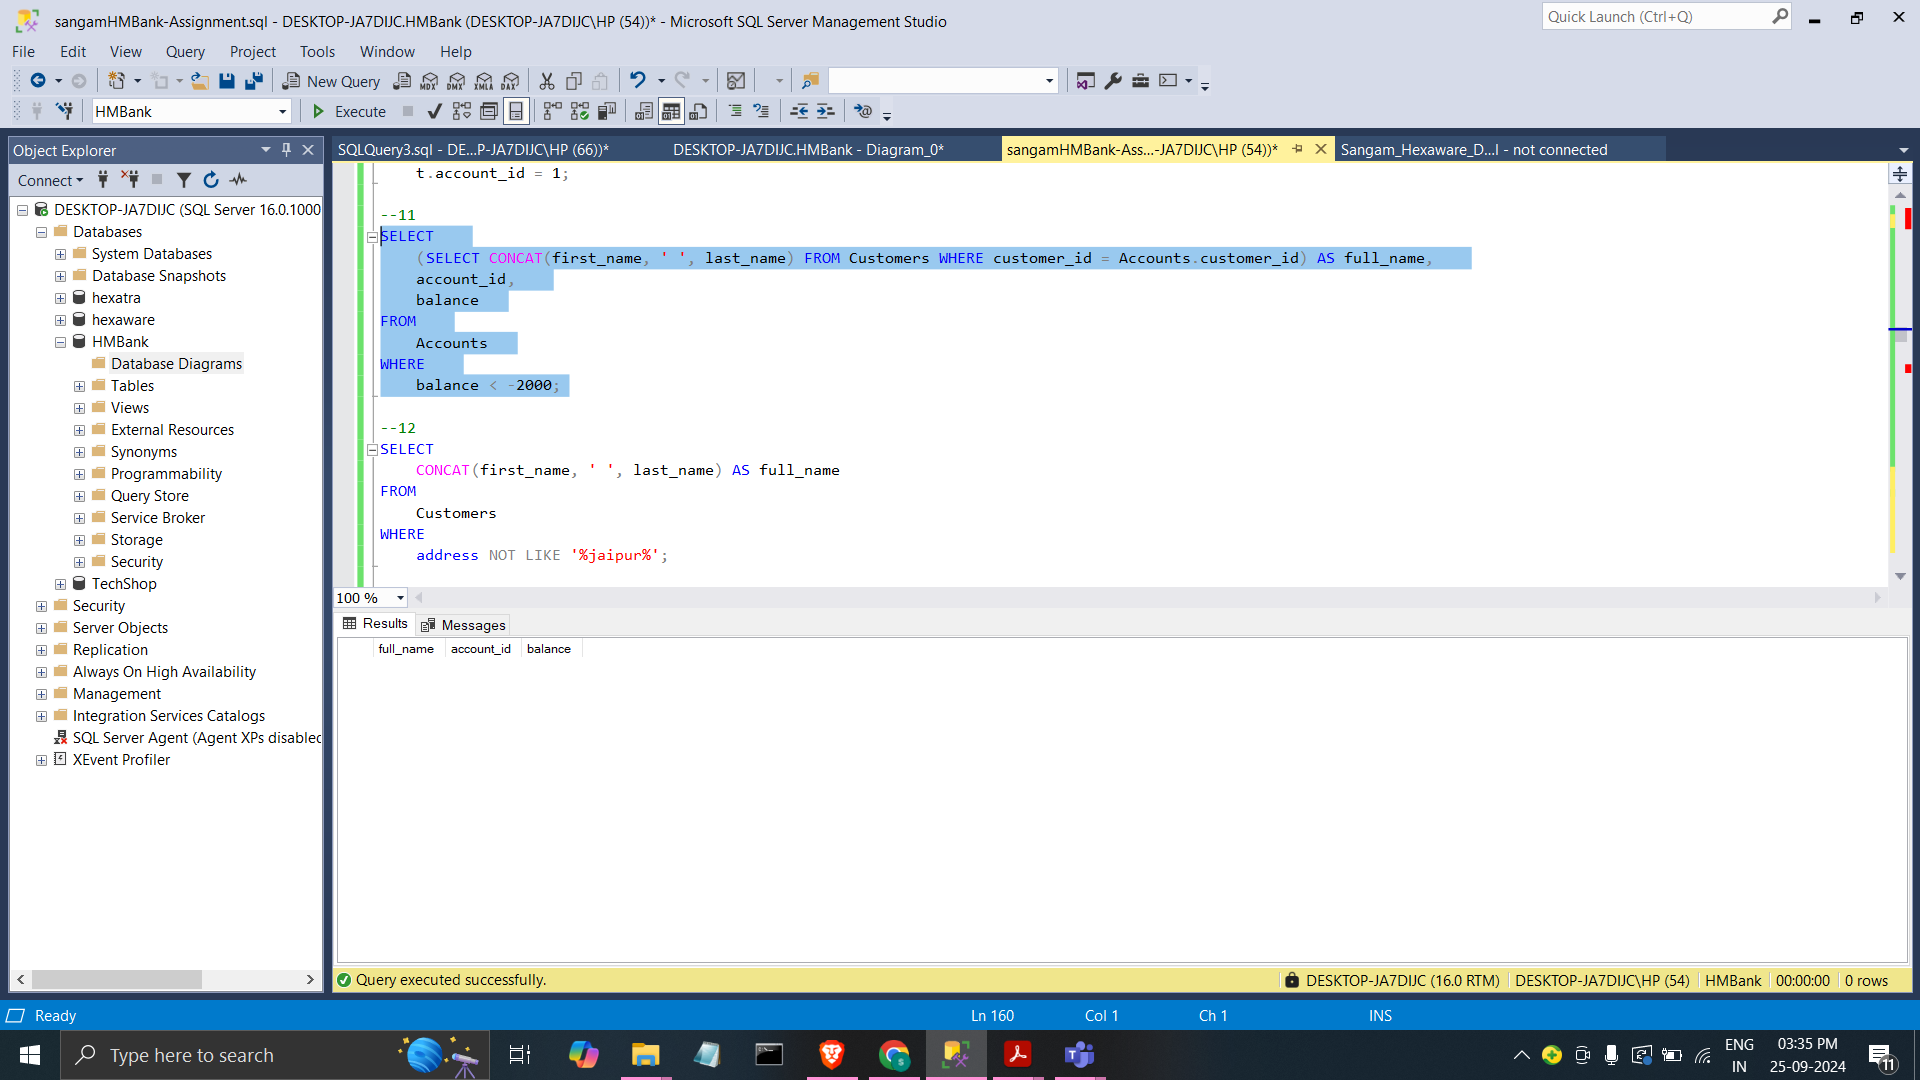 sangamHMBank-Assignment.sql - DESKTOP-JA7DIJC.HMBank (DESKTOP-JA7DIJC\HP (54))* - Microsoft SQL Server Management Studio
Quick Launch (Ctrl+Q)
File Edit View Query Project Tools Window Help
New Query MDX DMX XMLA DAX
HMBank Execute
Object Explorer
SQLQuery3.sql - DE...P-JA7DIJC\HP (66))* DESKTOP-JA7DIJC.HMBank - Diagram_0* sangamHMBank-Ass...-JA7DIJC\HP (54))* Sangam_Hexaware_D...l - not connected
Connect
DESKTOP-JA7DIJC (SQL Server 16.0.1000
Databases
System Databases
Database Snapshots
hexatra
hexaware
HMBank
Database Diagrams
Tables
Views
External Resources
Synonyms
Programmability
Query Store
Service Broker
Storage
Security
TechShop
Security
Server Objects
Replication
Always On High Availability
Management
Integration Services Catalogs
SQL Server Agent (Agent XPs disabled
XEvent Profiler
t.account_id = 1;
--11
SELECT
(SELECT CONCAT(first_name, ' ', last_name) FROM Customers WHERE customer_id = Accounts.customer_id) AS full_name,
account_id,
balance
FROM
Accounts
WHERE
balance < -2000;
--12
SELECT
CONCAT(first_name, ' ', last_name) AS full_name
FROM
Customers
WHERE
address NOT LIKE '%jaipur%';
100 %
Results Messages
full_name account_id balance
Query executed successfully. DESKTOP-JA7DIJC (16.0 RTM) DESKTOP-JA7DIJC\HP (54) HMBank 00:00:00 0 rows
Ready Ln 160 Col 1 Ch 1 INS
Type here to search
ENG
IN
03:35 PM
25-09-2024
11